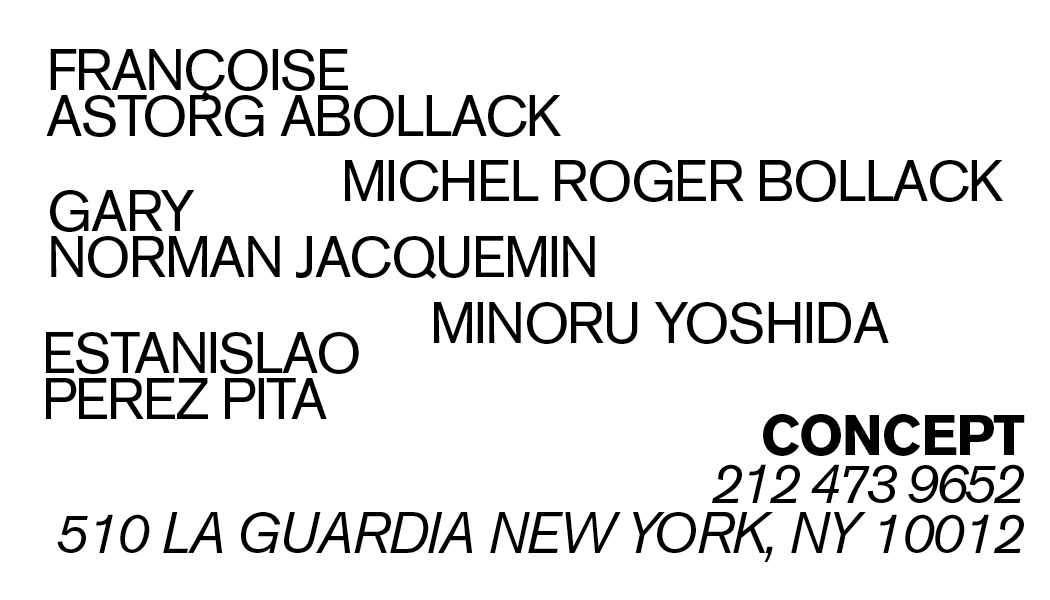 FRANÇOISE
ASTORG ABOLLACK
MICHEL ROGER BOLLACK
GARY
NORMAN JACQUEMIN
MINORU YOSHIDA
ESTANISLAO
PEREZ PITA
CONCEPT
212 473 9652
510 LA GUARDIA NEW YORK, NY 10012